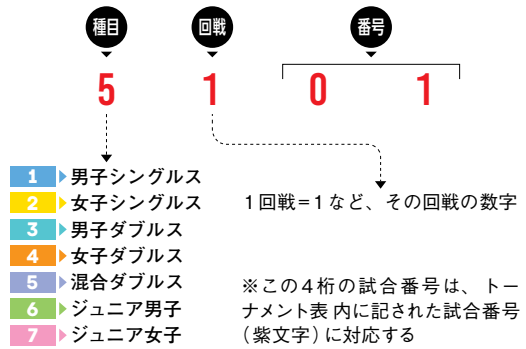 種目 回戦 番号
5 1 0 1
1 男子シングルス
2 女子シングルス
3 男子ダブルス
4 女子ダブルス
5 混合ダブルス
6 ジュニア男子
7 ジュニア女子
1回戦=1など、その回戦の数字
※この4桁の試合番号は、トー
ナメント表内に記された試合番号
(紫文字)に対応する